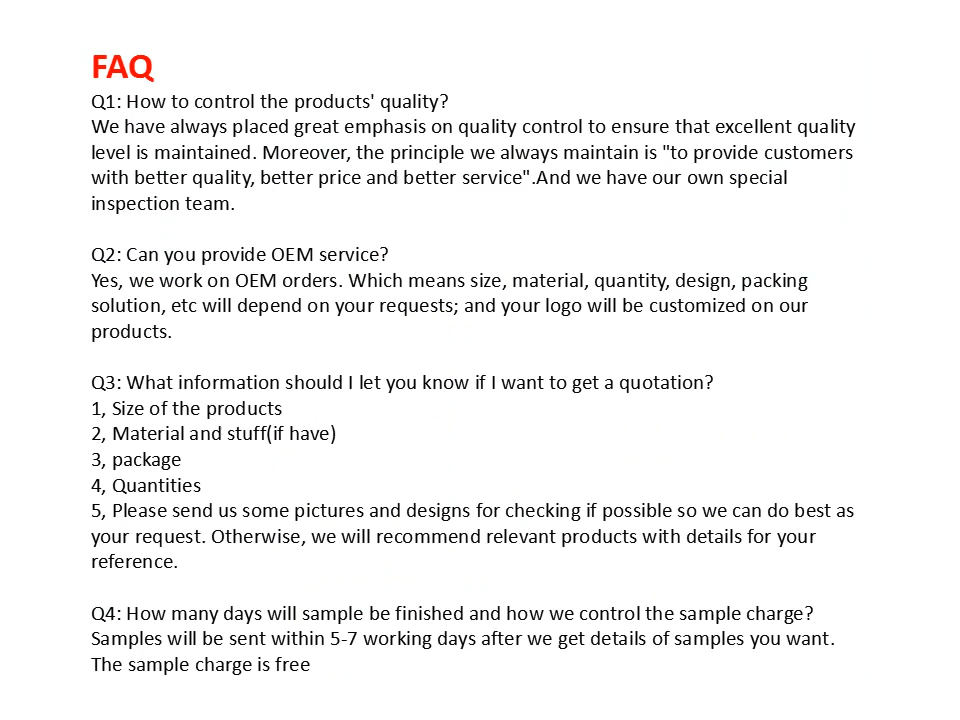 FAQ
Q1: How to control the products' quality?
We have always placed great emphasis on quality control to ensure that excellent quality
level is maintained. Moreover, the principle we always maintain is "to provide customers
with better quality, better price and better service".And we have our own special
inspection team.
Q2: Can you provide OEM service?
Yes, we work on OEM orders. Which means size, material, quantity, design, packing
solution, etc will depend on your requests; and your logo will be customized on our
products.
Q3: What information should I let you know if I want to get a quotation?
1, Size of the products
2, Material and stuff(if have)
3, package
4, Quantities
5, Please send us some pictures and designs for checking if possible so we can do best as
your request. Otherwise, we will recommend relevant products with details for your
reference.
Q4: How many days will sample be finished and how we control the sample charge?
Samples will be sent within 5-7 working days after we get details of samples you want.
The sample charge is free